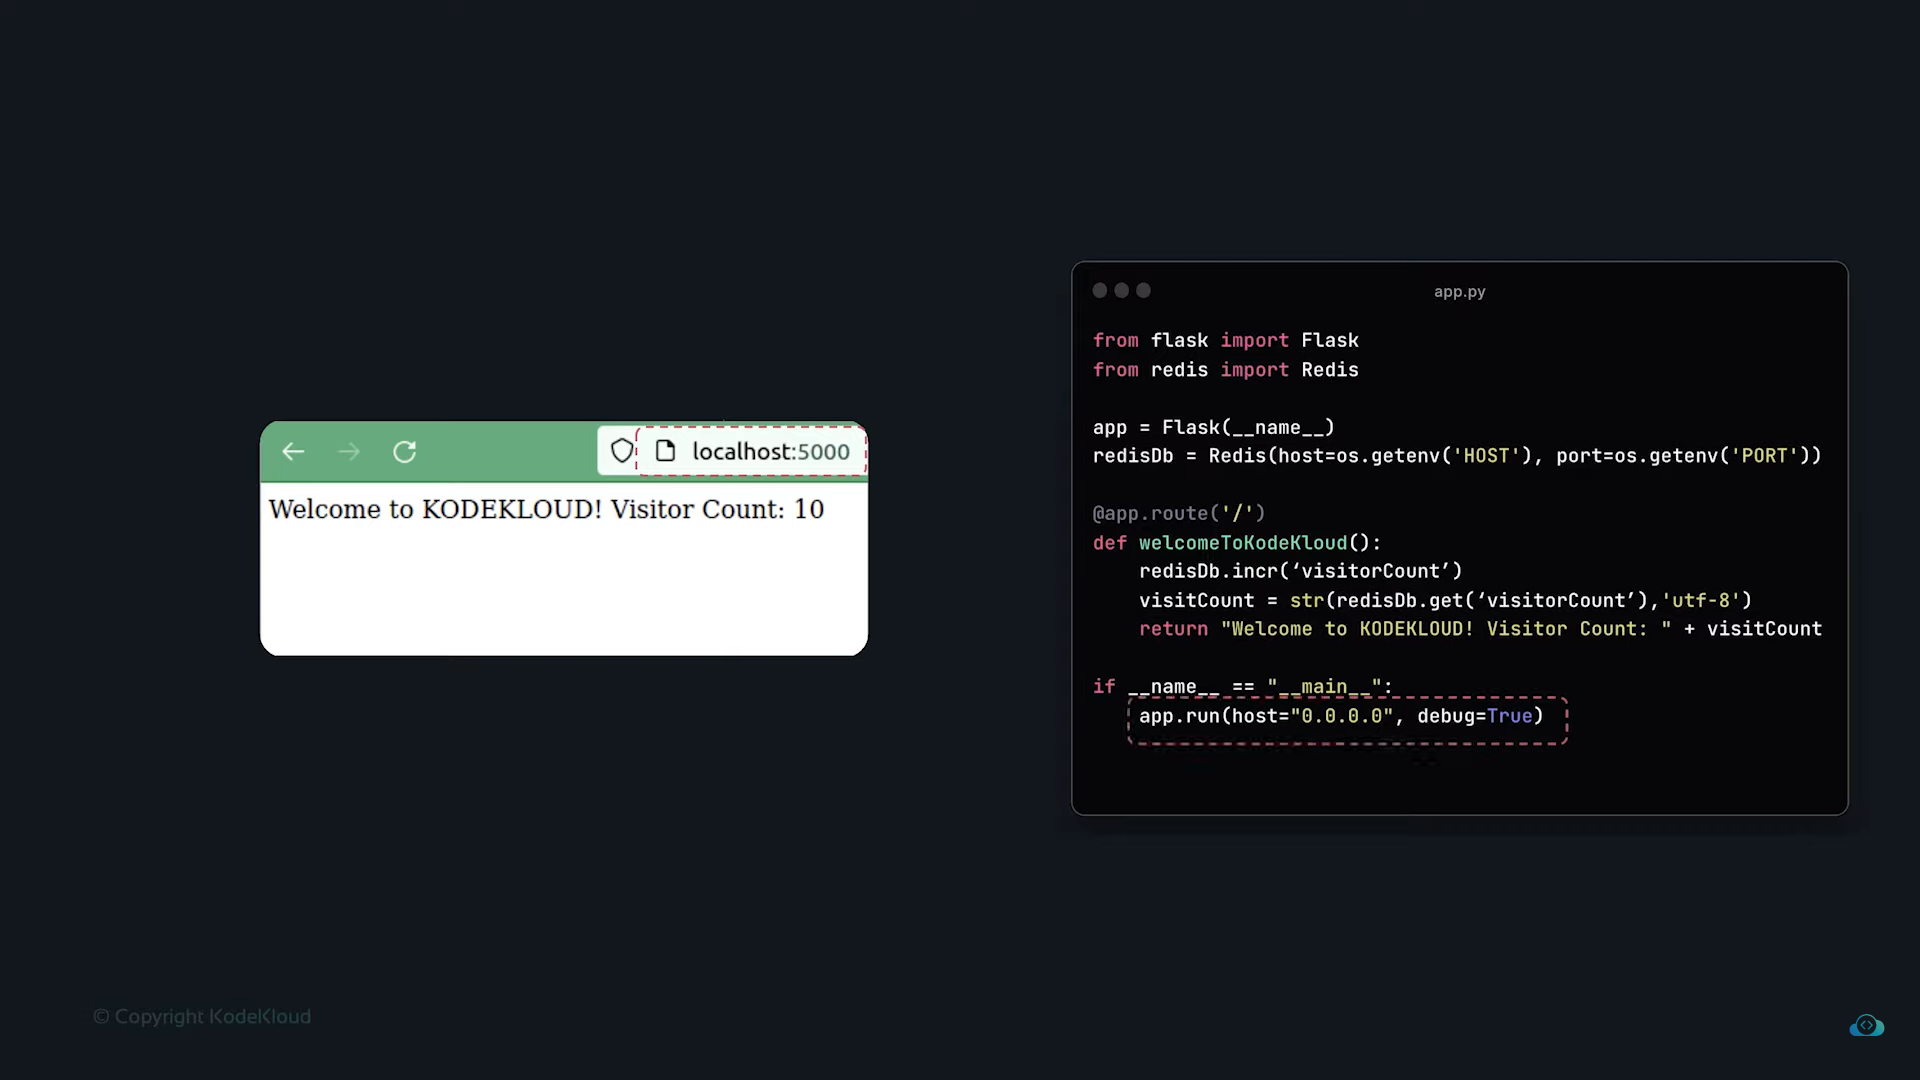 localhost:5000
Welcome to KODEKLOUD! Visitor Count: 10
app.py
from flask import Flask
from redis import Redis
app = Flask(__name__)
redisDb = Redis(host=os.getenv('HOST'), port=os.getenv('PORT'))
@app.route('/')
def welcomeToKodeKloud():
    redisDb.incr(‘visitorCount’)
    visitCount = str(redisDb.get(‘visitorCount’),'utf-8')
    return "Welcome to KODEKLOUD! Visitor Count: " + visitCount
if __name__ == "__main__":
    app.run(host="0.0.0.0", debug=True)
© Copyright KodeKloud